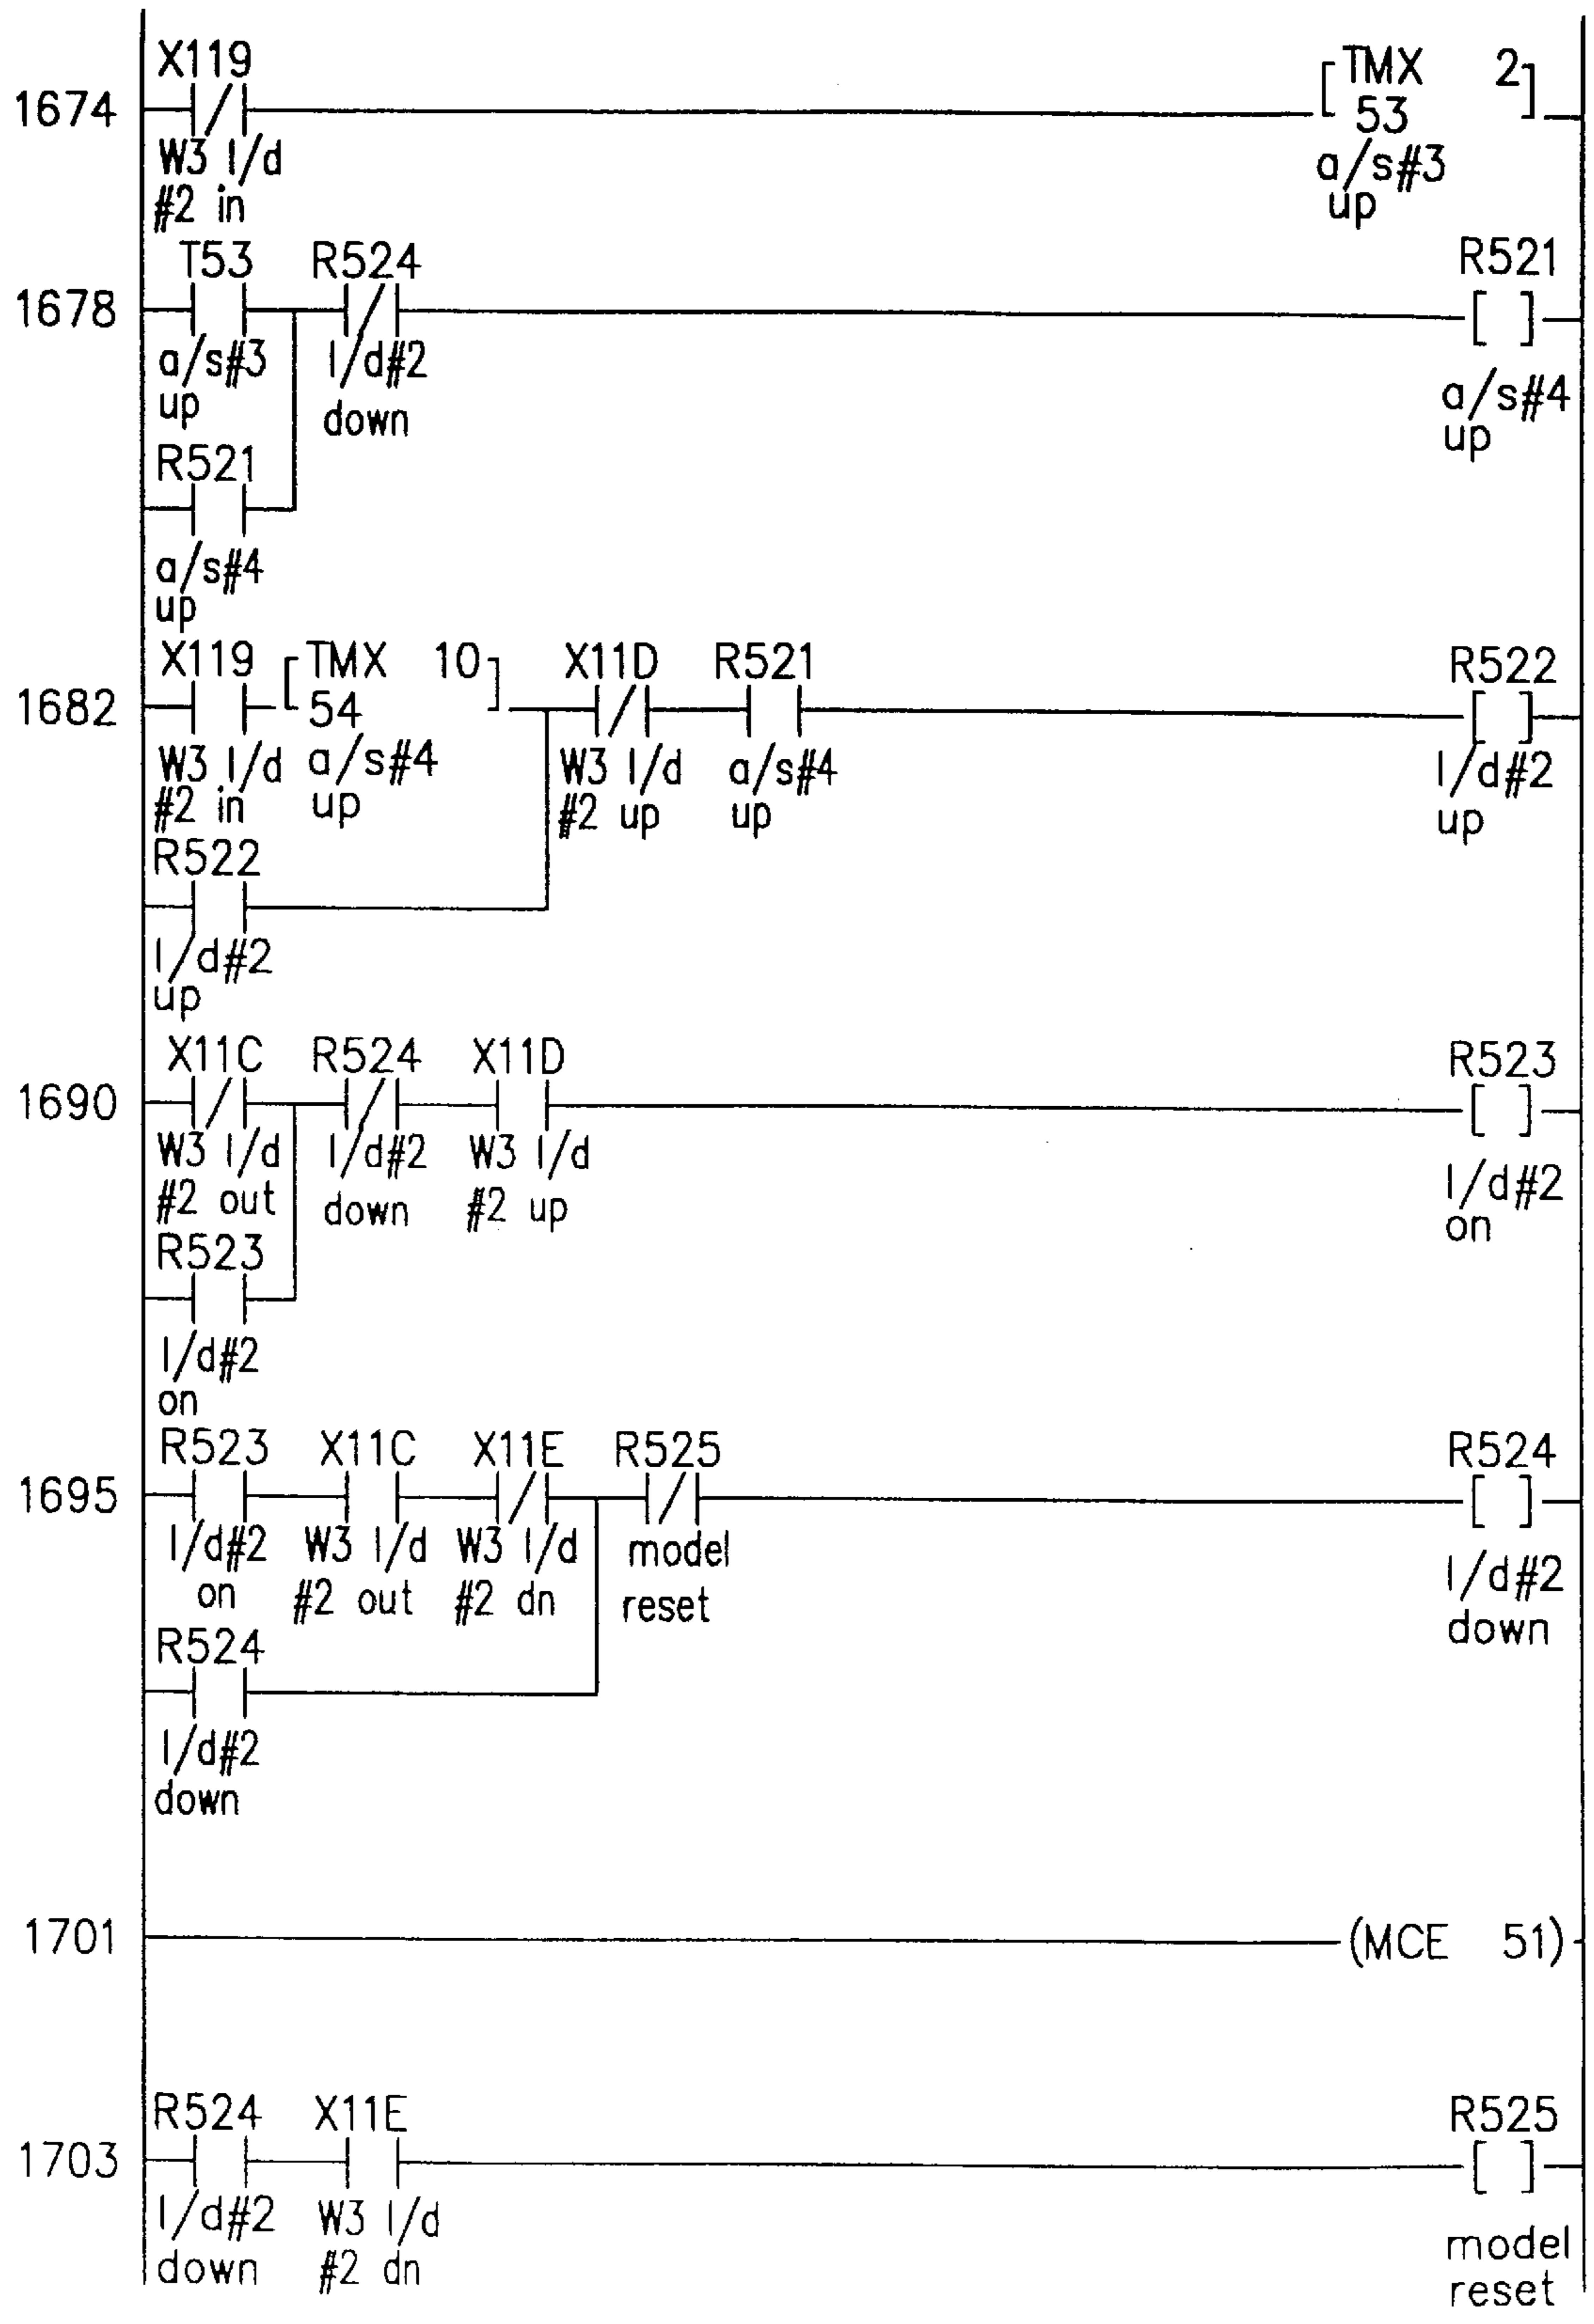 X119
TMX 2
1674
53
W3 l/d
#2 in
a/s#3
up
T53 R524
R521
1678
a/s#3
up
l/d#2
down
a/s#4
up
R521
a/s#4
up
X119
TMX 10
X11D R521
R522
1682
54
W3 l/d
#2 in
a/s#4
up
W3 l/d
#2 up
a/s#4
up
l/d#2
up
R522
l/d#2
up
X11C R524 X11D
R523
1690
W3 l/d
#2 out
l/d#2
down
W3 l/d
#2 up
l/d#2
on
R523
l/d#2
on
R523 X11C X11E R525
R524
1695
l/d#2
on
W3 l/d
#2 out
W3 l/d
#2 dn
model
reset
l/d#2
down
R524
l/d#2
down
1701
(MCE 51)
R524 X11E
R525
1703
l/d#2
down
W3 l/d
#2 dn
model
reset